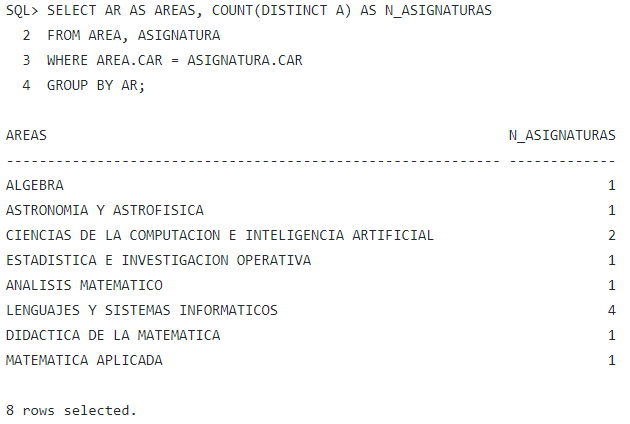 SQL> SELECT AR AS AREAS, COUNT(DISTINCT A) AS N_ASIGNATURAS
2 FROM AREA, ASIGNATURA
3 WHERE AREA.CAR = ASIGNATURA.CAR
4 GROUP BY AR;
AREAS N_ASIGNATURAS
------------------------------------------------------------ -------------
ALGEBRA 1
ASTRONOMIA Y ASTROFISICA 1
CIENCIAS DE LA COMPUTACION E INTELIGENCIA ARTIFICIAL 2
ESTADISTICA E INVESTIGACION OPERATIVA 1
ANALISIS MATEMATICO 1
LENGUAJES Y SISTEMAS INFORMATICOS 4
DIDACTICA DE LA MATEMATICA 1
MATEMATICA APLICADA 1
8 rows selected.